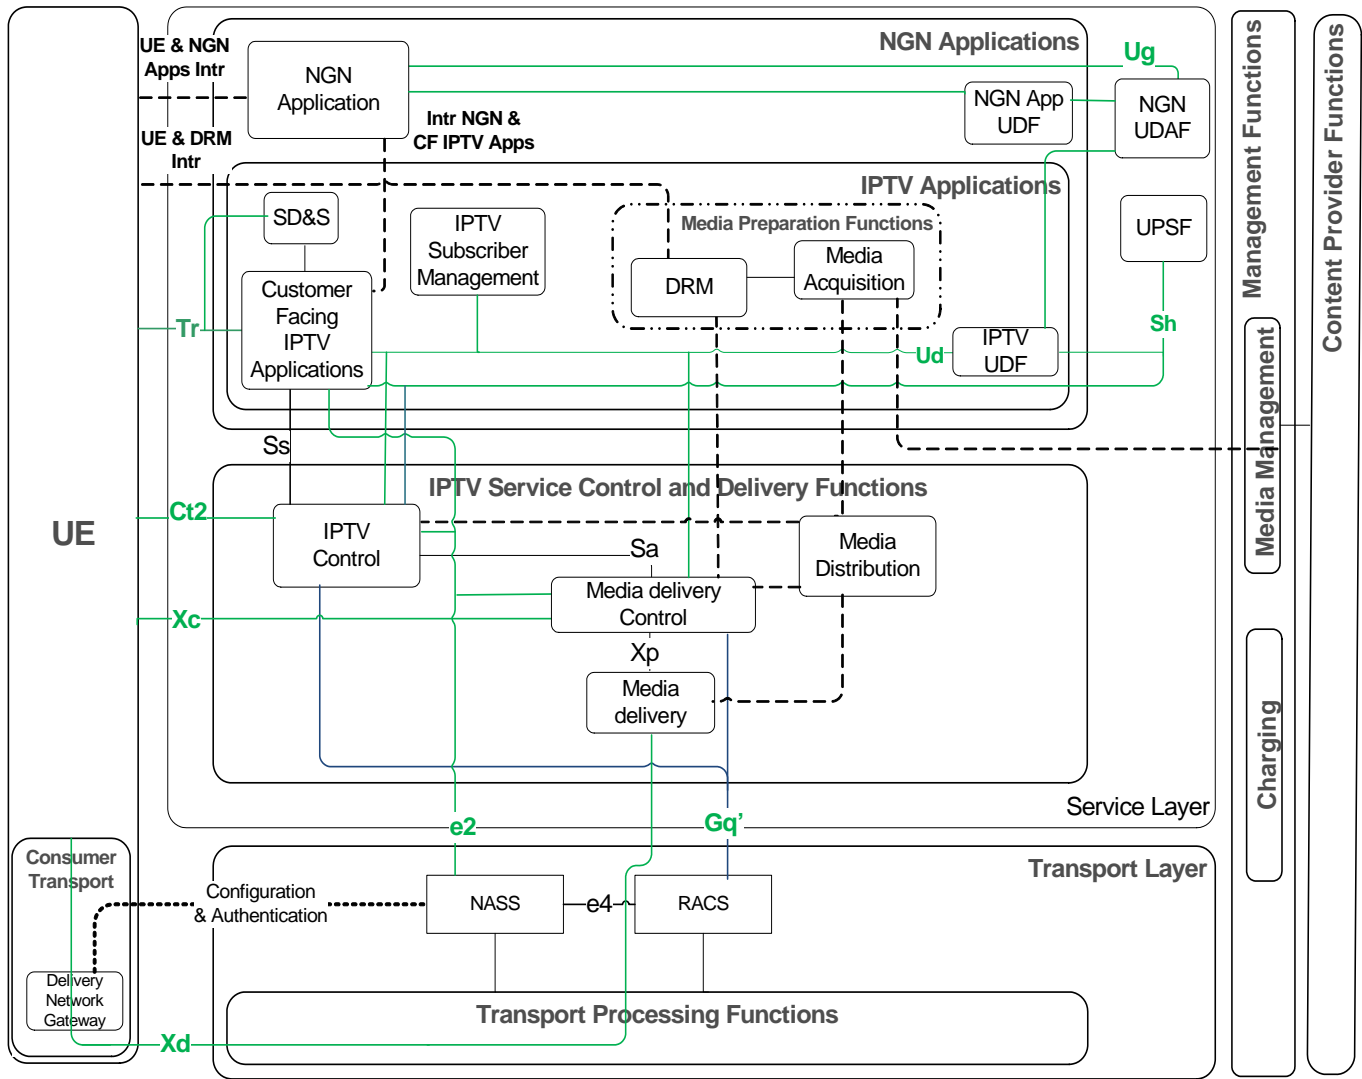 UE & NGN
Apps Intr
NGN
Application
NGN Applications
Ug
NGN App
UDF
NGN
UDAF
Intr NGN &
CF IPTV Apps
UE & DRM
Intr
IPTV Applications
SD&S
IPTV
Subscriber
Management
Media Preparation Functions
DRM
Media
Acquisition
UPSF
Customer
Facing
IPTV
Applications
Tr
Ud
IPTV
UDF
Sh
Ss
IPTV Service Control and Delivery Functions
Ct2
UE
IPTV
Control
Sa
Media
Distribution
Media delivery
Control
Xc
Xp
Media
delivery
Service Layer
e2
Gq’
Transport Layer
Consumer
Transport
Configuration
& Authentication
NASS
e4
RACS
Delivery
Network
Gateway
Transport Processing Functions
Xd
Management Functions
Media Management
Charging
Content Provider Functions